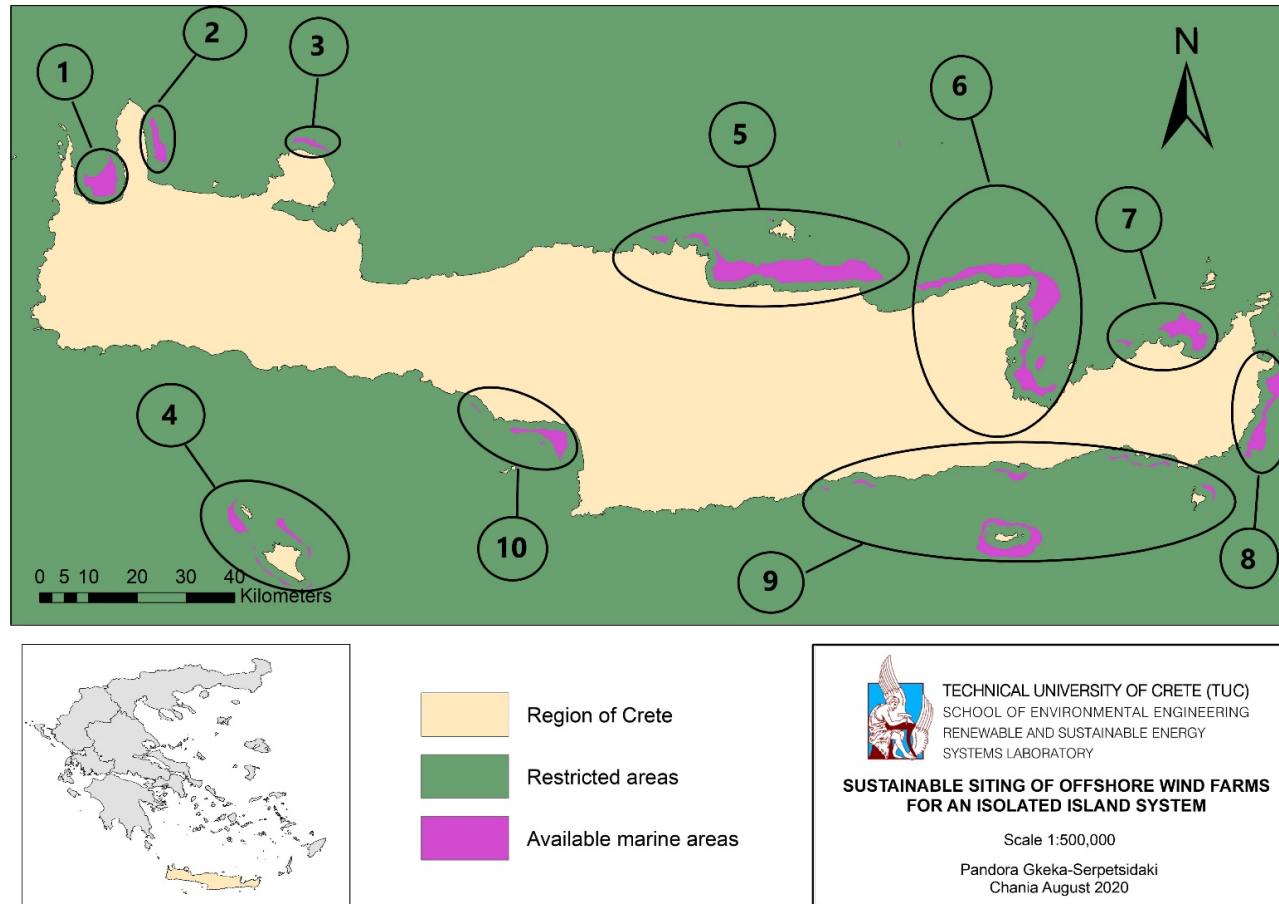 1
2
3
4
5
6
7
8
9
10
N
0 5 10 20 30 40
Kilometers
Region of Crete
Restricted areas
Available marine areas
TECHNICAL UNIVERSITY OF CRETE (TUC)
SCHOOL OF ENVIRONMENTAL ENGINEERING
RENEWABLE AND SUSTAINABLE ENERGY
SYSTEMS LABORATORY
SUSTAINABLE SITING OF OFFSHORE WIND FARMS
FOR AN ISOLATED ISLAND SYSTEM
Scale 1:500,000
Pandora Gkeka-Serpetsidaki
Chania August 2020